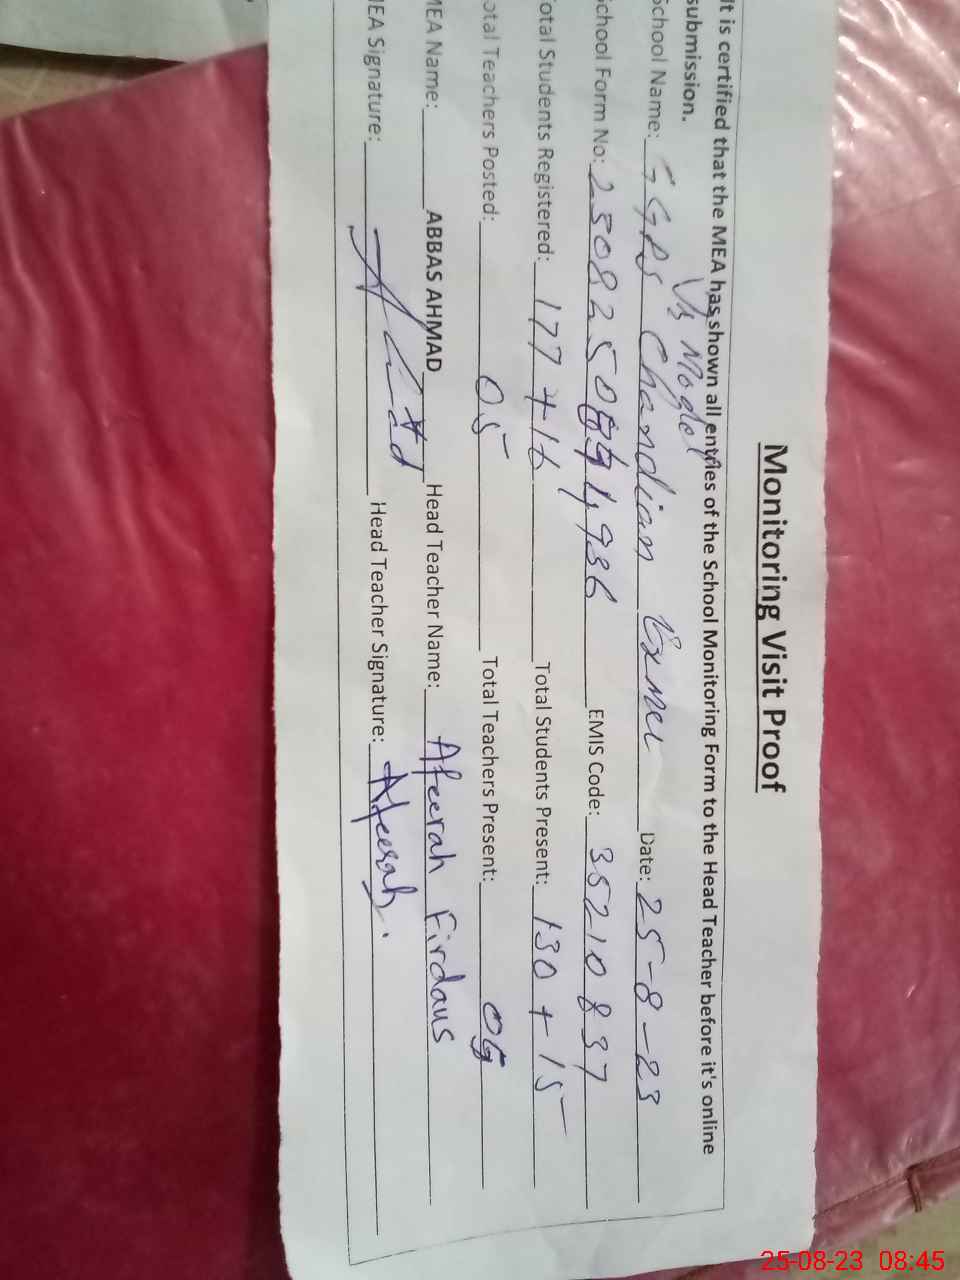 Monitoring Visit Proof
It is certified that the MEA has shown all entries of the School Monitoring Form to the Head Teacher before it's online
submission.
Vs Model
School Name: GGPS Chandian Date: 25-8-23
School Form No: EMIS Code: 35210837
Total Students Registered: 177+16 Total Students Present: 130+15
Total Teachers Posted: 05 Total Teachers Present:
MEA Name: ABBAS AHMAD Head Teacher Name: Afeerah Firdaus
MEA Signature: Head Teacher Signature: Afeerah.
25-08-23 08:45